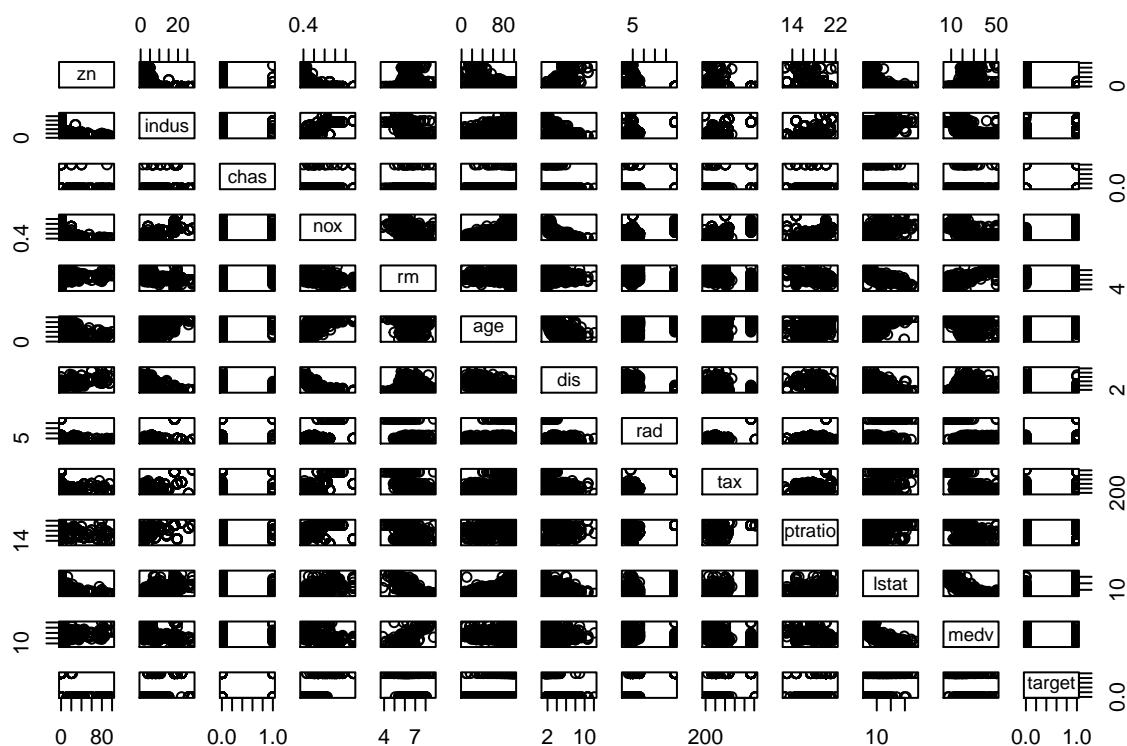 0 20 0.4 0 80 5 14 22 10 50
zn 0
0 indus
chas 0.0
0.4 nox
rm 4
0 age
dis 2
5 rad
tax 200
14 ptratio
lstat 10
10 medv
target 0.0
0 80 0.0 1.0 4 7 2 10 200 10 0.0 1.0